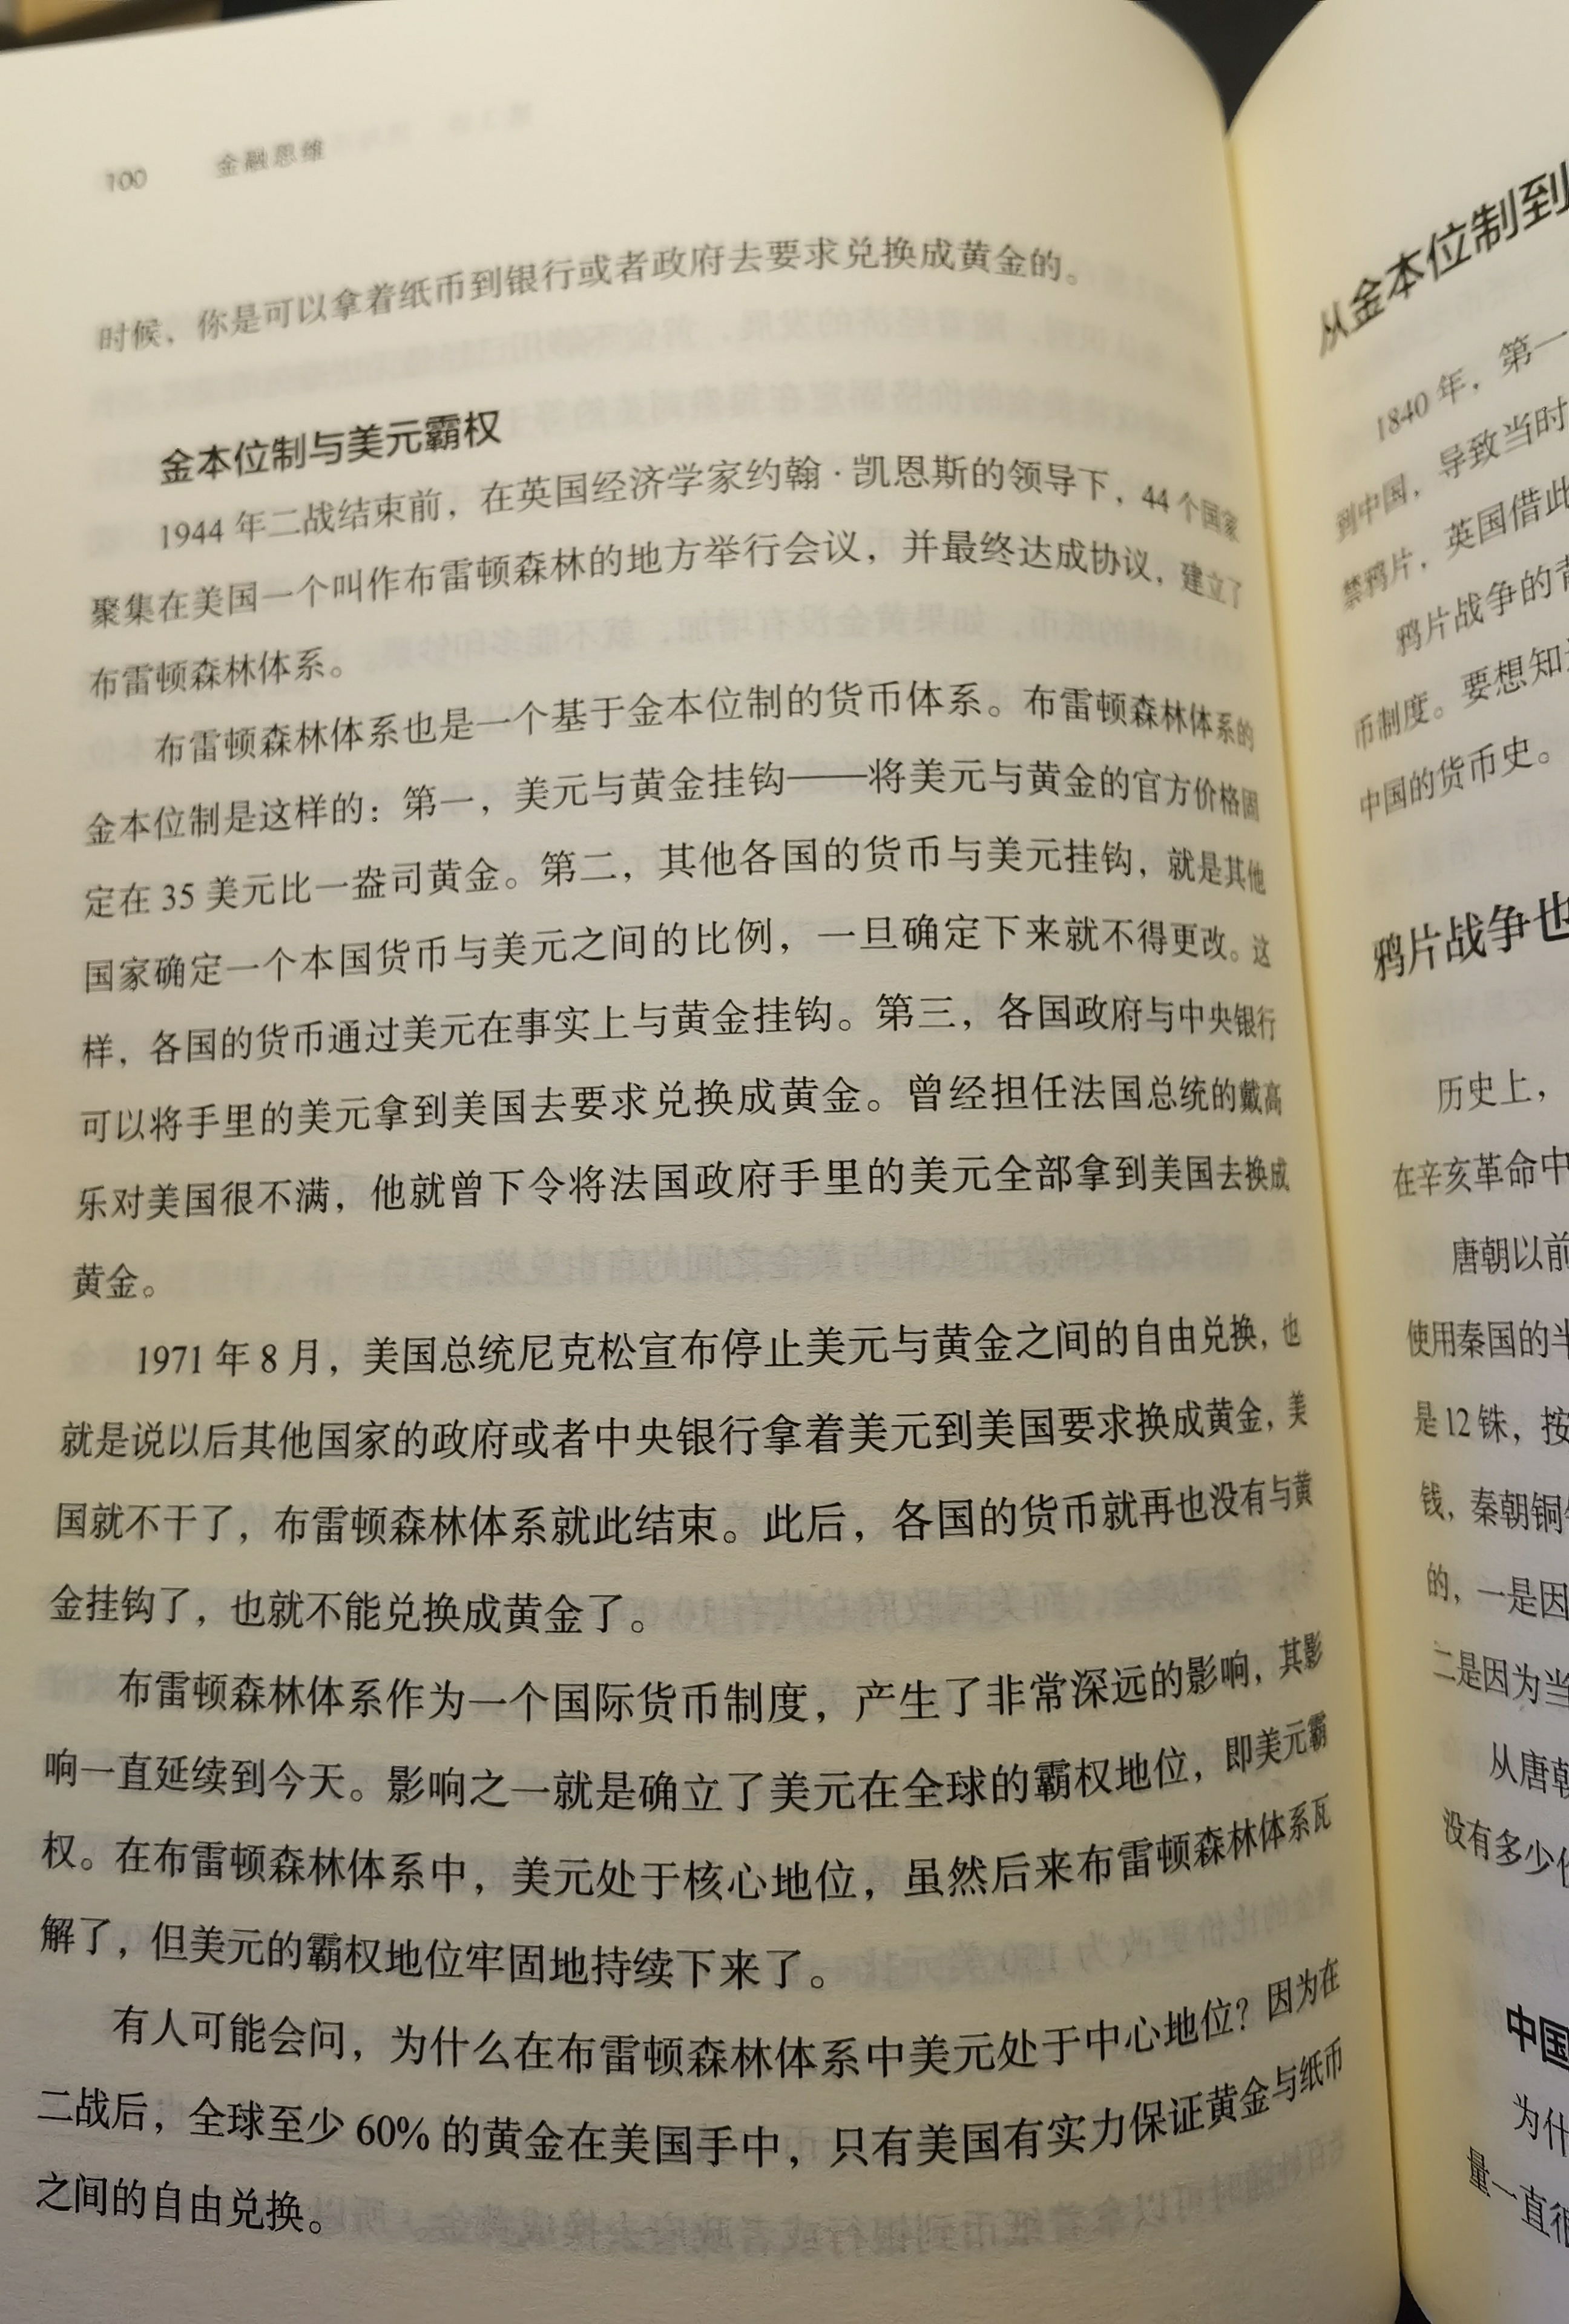 100 金融思维
时候，你是可以拿着纸币到银行或者政府去要求兑换成黄金的。
金本位制与美元霸权
1944 年二战结束前，在英国经济学家约翰·凯恩斯的领导下，44 个国家
聚集在美国一个叫作布雷顿森林的地方举行会议，并最终达成协议，建立了
布雷顿森林体系。
布雷顿森林体系也是一个基于金本位制的货币体系。布雷顿森林体系的
金本位制是这样的：第一，美元与黄金挂钩——将美元与黄金的官方价格固
定在 35 美元比一盎司黄金。第二，其他各国的货币与美元挂钩，就是其他
国家确定一个本国货币与美元之间的比例，一旦确定下来就不得更改。这
样，各国的货币通过美元在事实上与黄金挂钩。第三，各国政府与中央银行
可以将手里的美元拿到美国去要求兑换成黄金。曾经担任法国总统的戴高
乐对美国很不满，他就曾下令将法国政府手里的美元全部拿到美国去换成
黄金。
1971 年 8 月，美国总统尼克松宣布停止美元与黄金之间的自由兑换，也
就是说以后其他国家的政府或者中央银行拿着美元到美国要求换成黄金，美
国就不干了，布雷顿森林体系就此结束。此后，各国的货币就再也没有与黄
金挂钩了，也就不能兑换成黄金了。
布雷顿森林体系作为一个国际货币制度，产生了非常深远的影响，其影
响一直延续到今天。影响之一就是确立了美元在全球的霸权地位，即美元霸
权。在布雷顿森林体系中，美元处于核心地位，虽然后来布雷顿森林体系瓦
解了，但美元的霸权地位牢固地持续下来了。
有人可能会问，为什么在布雷顿森林体系中美元处于中心地位？因为在
二战后，全球至少 60% 的黄金在美国手中，只有美国有实力保证黄金与纸币
之间的自由兑换。
从金本位制到
1840 年，第一
到中国，导致当时
禁鸦片，英国借此
鸦片战争的背
币制度。要想知
中国的货币史。
鸦片战争也
历史上，
在辛亥革命中
唐朝以前
使用秦国的半
是 12 铢，按
钱，秦朝铜
的，一是因
二是因为当
从唐朝
没有多少
中国
为什
量一直很